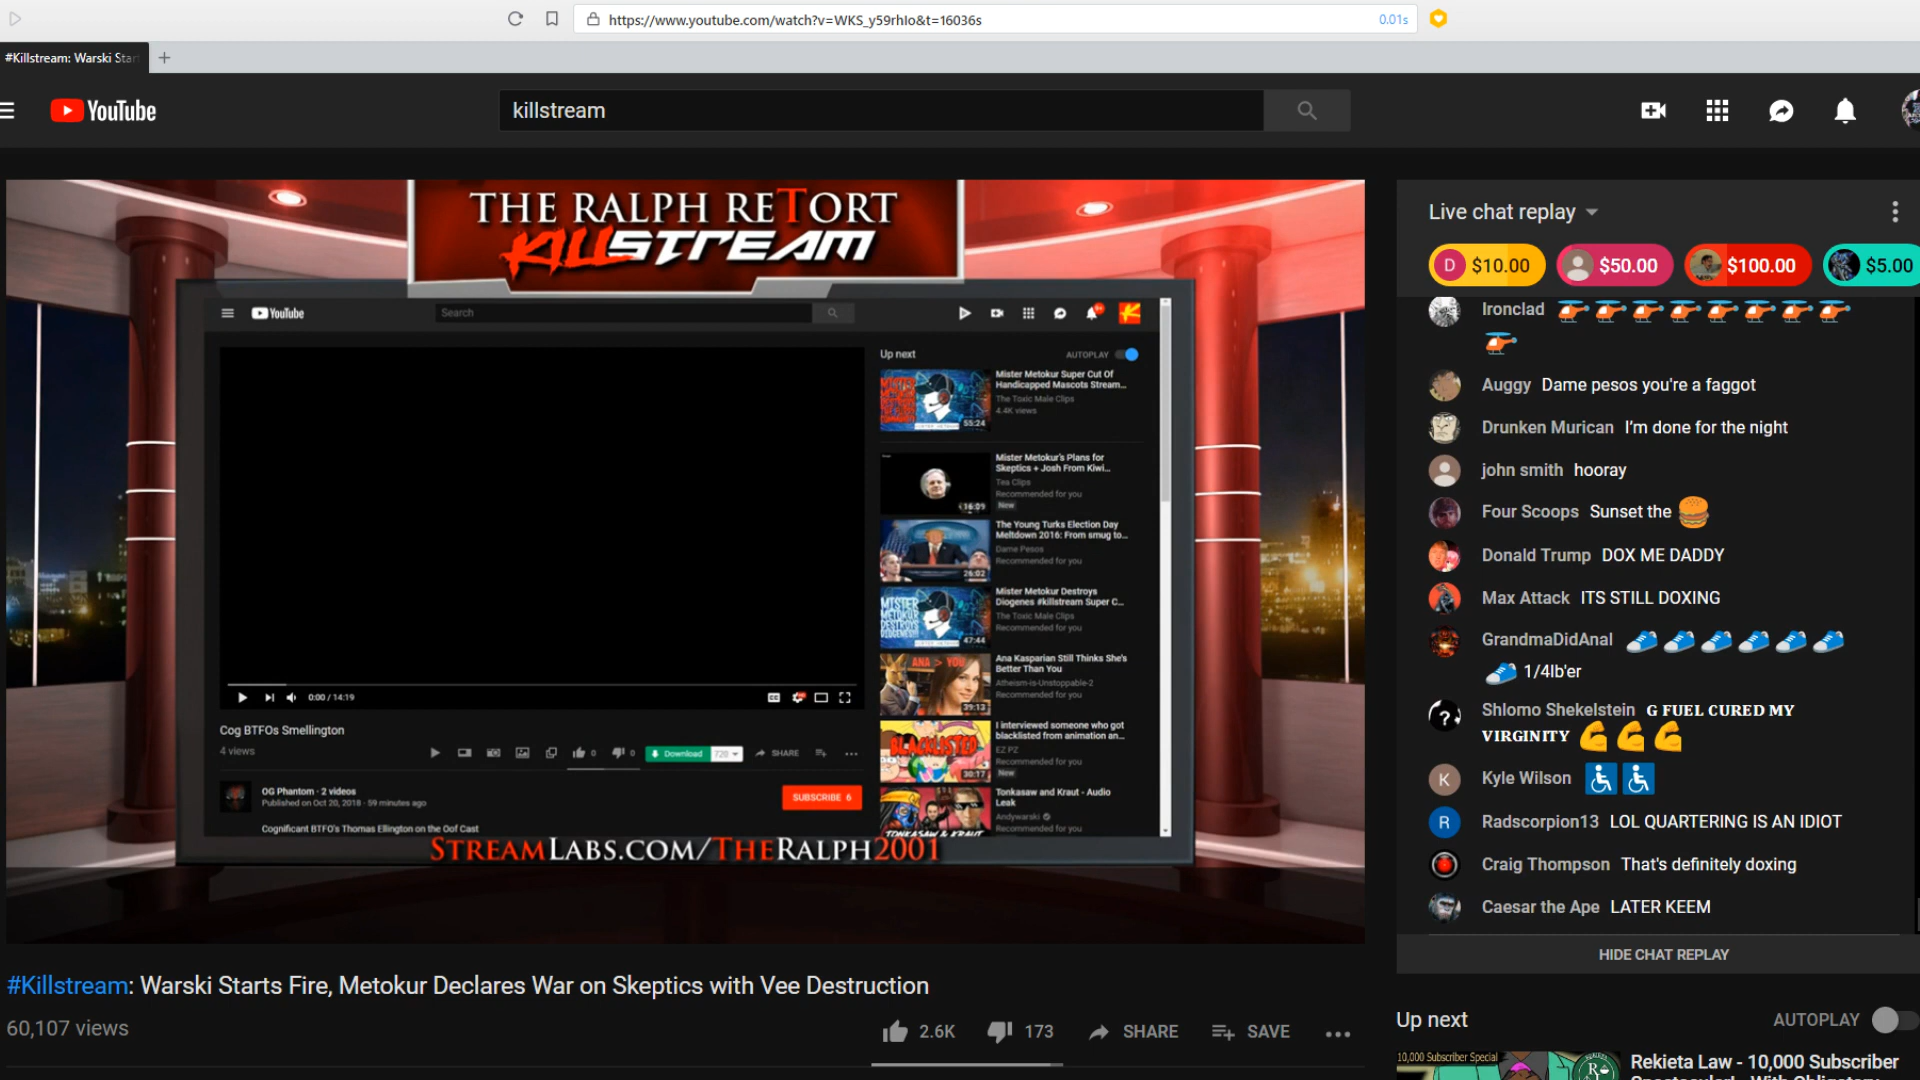 https://www.youtube.com/watch?v=WKS_y59rhIo&t=16036s
0.01s
#Killstream: Warski Star
YouTube
killstream
THE RALPH RETORT
KILLSTREAM
YouTube
Search
Up next
AUTOPLAY
Mister Metokur Super Cut Of
Handicapped Mascots Stream...
The Toxic Male Clips
4.4K views
55:24
Mister Metokur's Plans for
Skeptics + Josh From Kiwi...
Tea Clips
Recommended for you
New
16:09
The Young Turks Election Day
Meltdown 2016: From smug to...
Dame Pesos
Recommended for you
26:02
Mister Metokur Destroys
Diogenes #killstream Super C...
The Toxic Male Clips
Recommended for you
47:44
ANA > YOU
Ana Kasparian Still Thinks She's
Better Than You
Atheism-is-Unstoppable-2
Recommended for you
39:13
BLACKLISTED
I interviewed someone who got
blacklisted from animation an...
EZ PZ
Recommended for you
New
30:17
Tonkasaw and Kraut - Audio
Leak
Andywarski
Recommended for you
TONKASAW & KRAUT
0:00 / 14:19
Cog BTFOs Smellington
4 views
0
0
Download
720
SHARE
OG Phantom · 2 videos
Published on Oct 20, 2018 · 59 minutes ago
SUBSCRIBE 6
Cognificant BTFO's Thomas Ellington on the Oof Cast
STREAMLABS.COM/THERALPH2001
Live chat replay
D $10.00
$50.00
$100.00
$5.00
Ironclad
Auggy Dame pesos you're a faggot
Drunken Murican I'm done for the night
john smith hooray
Four Scoops Sunset the
Donald Trump DOX ME DADDY
Max Attack ITS STILL DOXING
GrandmaDidAnal
1/4lb'er
Shlomo Shekelstein G FUEL CURED MY
VIRGINITY
K Kyle Wilson
R Radscorpion13 LOL QUARTERING IS AN IDIOT
Craig Thompson That's definitely doxing
Caesar the Ape LATER KEEM
HIDE CHAT REPLAY
#Killstream: Warski Starts Fire, Metokur Declares War on Skeptics with Vee Destruction
60,107 views
2.6K
173
SHARE
SAVE
Up next
AUTOPLAY
10,000 Subscriber Special
Rekieta Law - 10,000 Subscriber